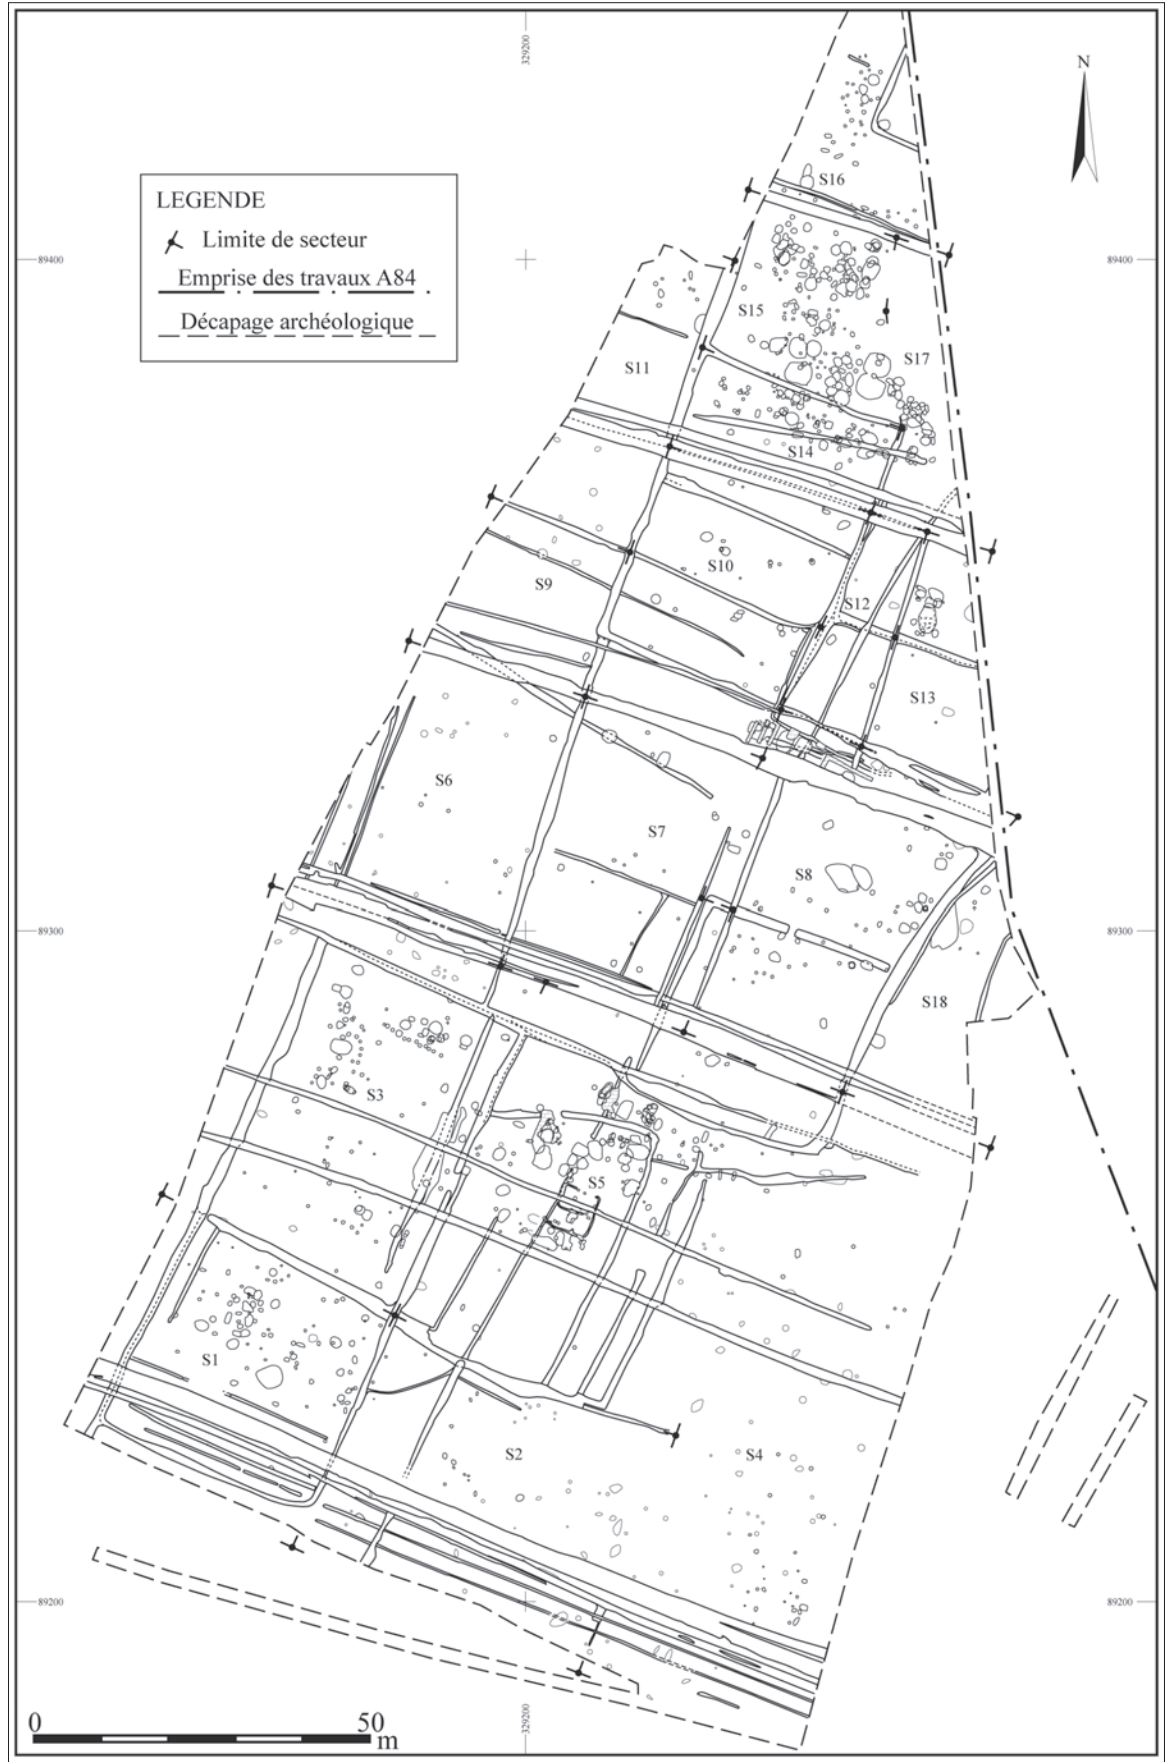 329200
N
S16
LEGENDE
Limite de secteur
89400
89400
Emprise des travaux A84
S15
Décapage archéologique
S17
S11
S14
S10
S9
S12
S13
S6
S7
S8
89300
89300
S18
S3
S5
S1
S2
S4
89200
89200
329200
0
50
m